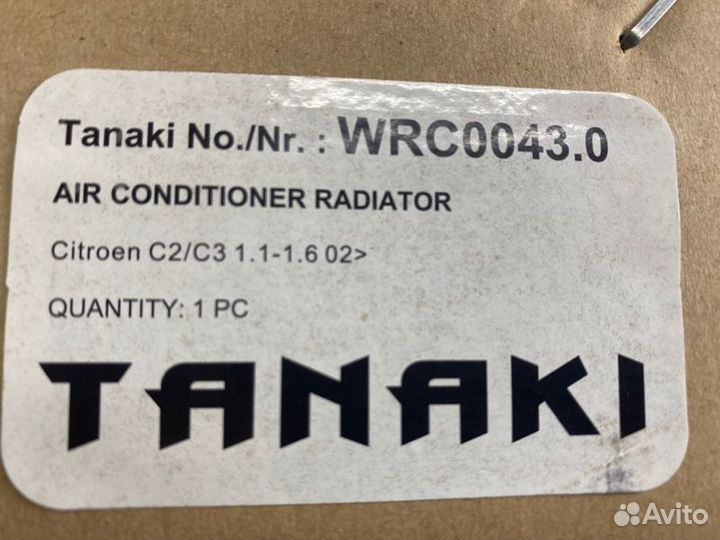 Tanaki No./Nr. : WRC0043.0
AIR CONDITIONER RADIATOR
Citroen C2/C3 1.1-1.6 02>
QUANTITY: 1 PC
TANAKI
Avito